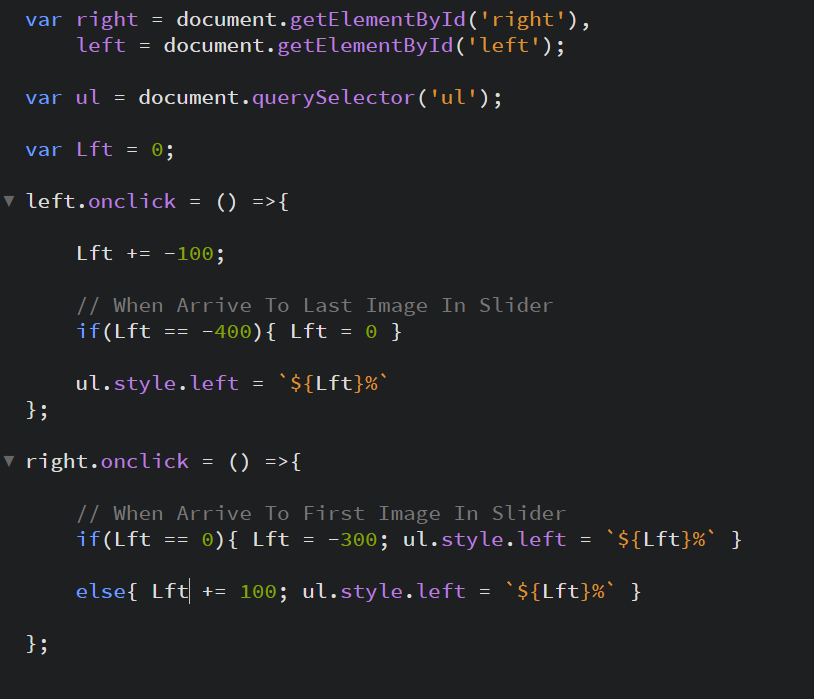 var right = document.getElementById('right'),
    left = document.getElementById('left');
var ul = document.querySelector('ul');
var Lft = 0;
left.onclick = () =>{
    Lft += -100;
    // When Arrive To Last Image In Slider
    if(Lft == -400){ Lft = 0 }
    ul.style.left = `${Lft}%`
};
right.onclick = () =>{
    // When Arrive To First Image In Slider
    if(Lft == 0){ Lft = -300; ul.style.left = `${Lft}%` }
    else{ Lft += 100; ul.style.left = `${Lft}%` }
};